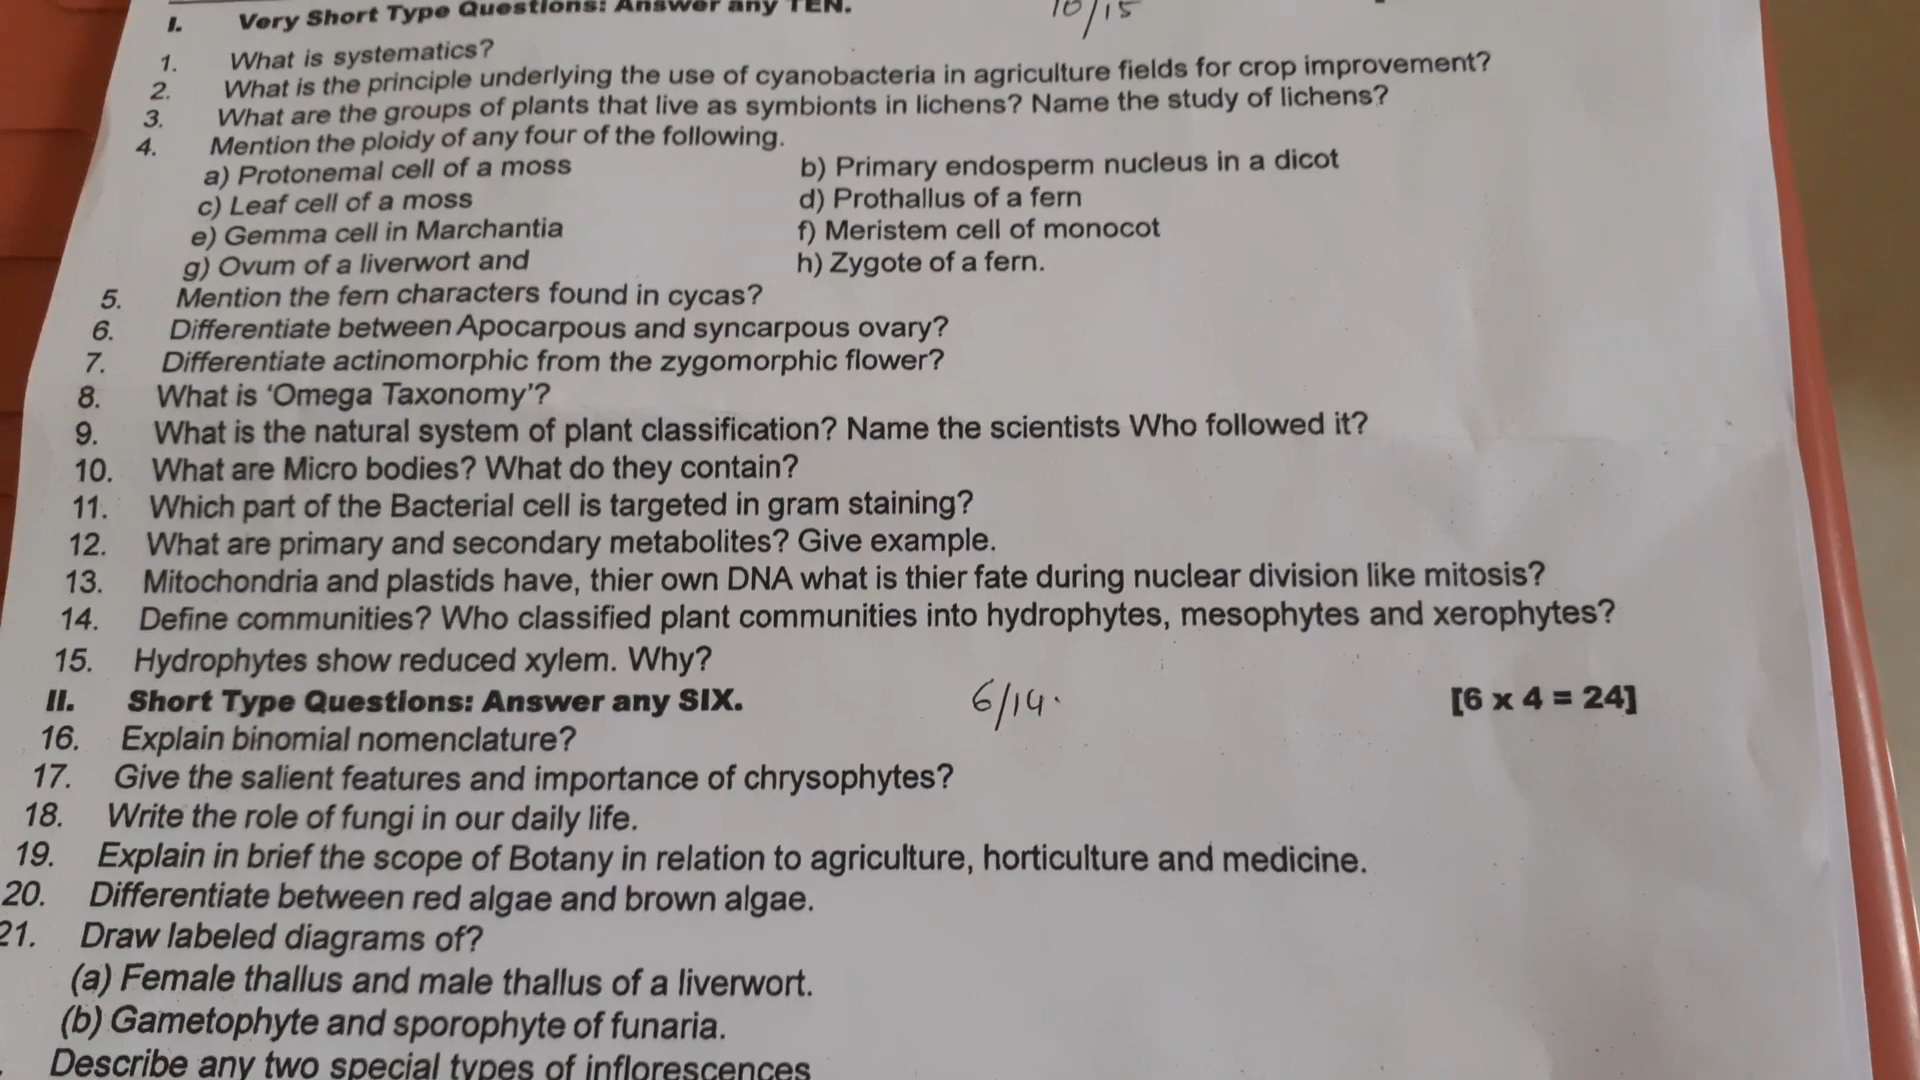 I. Very Short Type Questions: Answer any TEN. 10/15
1. What is systematics?
2. What is the principle underlying the use of cyanobacteria in agriculture fields for crop improvement?
3. What are the groups of plants that live as symbionts in lichens? Name the study of lichens?
4. Mention the ploidy of any four of the following.
a) Protonemal cell of a moss b) Primary endosperm nucleus in a dicot
c) Leaf cell of a moss d) Prothallus of a fern
e) Gemma cell in Marchantia f) Meristem cell of monocot
g) Ovum of a liverwort and h) Zygote of a fern.
5. Mention the fern characters found in cycas?
6. Differentiate between Apocarpous and syncarpous ovary?
7. Differentiate actinomorphic from the zygomorphic flower?
8. What is ‘Omega Taxonomy’?
9. What is the natural system of plant classification? Name the scientists Who followed it?
10. What are Micro bodies? What do they contain?
11. Which part of the Bacterial cell is targeted in gram staining?
12. What are primary and secondary metabolites? Give example.
13. Mitochondria and plastids have, thier own DNA what is thier fate during nuclear division like mitosis?
14. Define communities? Who classified plant communities into hydrophytes, mesophytes and xerophytes?
15. Hydrophytes show reduced xylem. Why?
II. Short Type Questions: Answer any SIX. 6/14. [6 x 4 = 24]
16. Explain binomial nomenclature?
17. Give the salient features and importance of chrysophytes?
18. Write the role of fungi in our daily life.
19. Explain in brief the scope of Botany in relation to agriculture, horticulture and medicine.
20. Differentiate between red algae and brown algae.
21. Draw labeled diagrams of?
(a) Female thallus and male thallus of a liverwort.
(b) Gametophyte and sporophyte of funaria.
Describe any two special types of inflorescences